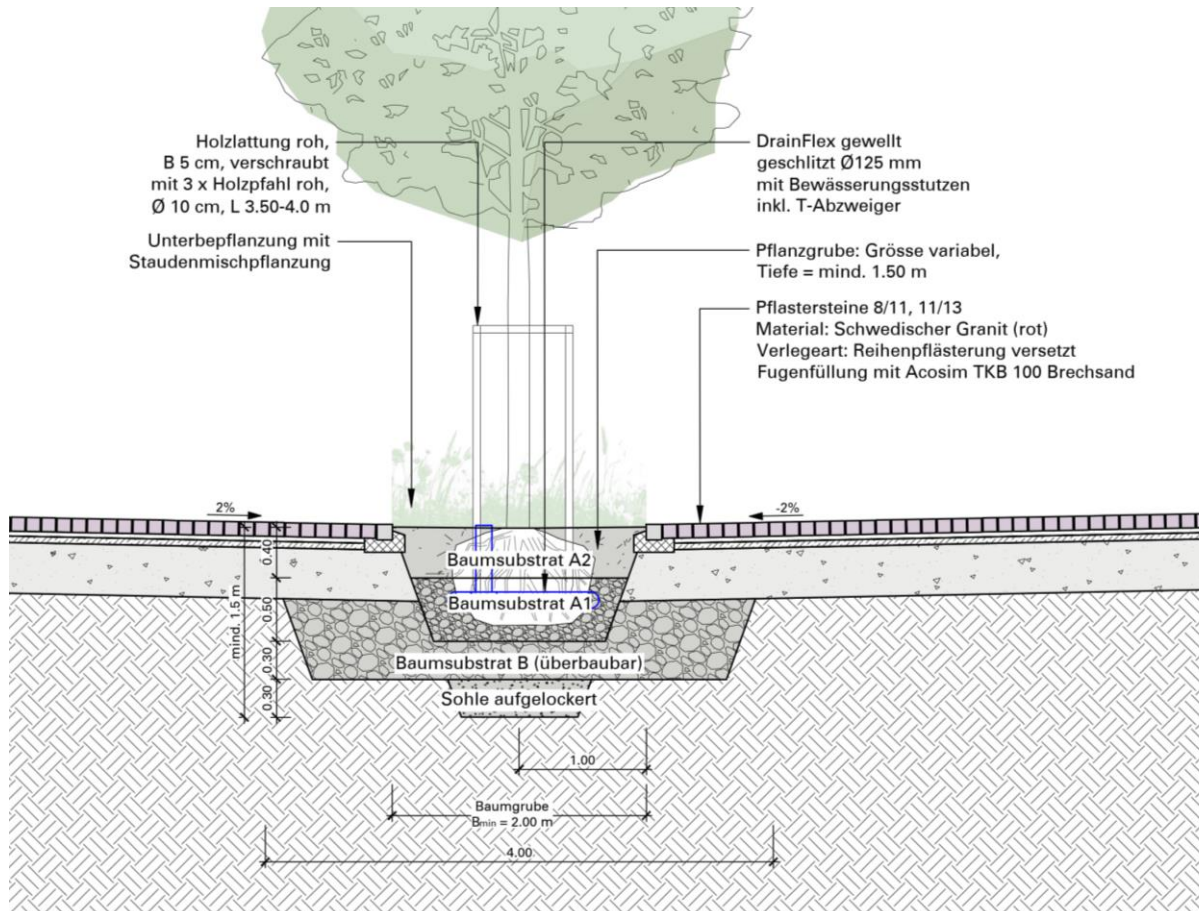 Holzlattung roh,
B 5 cm, verschraubt
mit 3 x Holzpfahl roh,
Ø 10 cm, L 3.50-4.0 m
Unterbepflanzung mit
Staudenmischpflanzung
DrainFlex gewellt
geschlitzt Ø125 mm
mit Bewässerungsstutzen
inkl. T-Abzweiger
Pflanzgrube: Grösse variabel,
Tiefe = mind. 1.50 m
Pflastersteine 8/11, 11/13
Material: Schwedischer Granit (rot)
Verlegeart: Reihenpflästerung versetzt
Fugenfüllung mit Acosim TKB 100 Brechsand
2%
-2%
mind. 1.5 m
0.40
0.50
0.30
0.30
Baumsubstrat A2
Baumsubstrat A1
Baumsubstrat B (überbaubar)
Sohle aufgelockert
1.00
Baumgrube
Bmin = 2.00 m
4.00